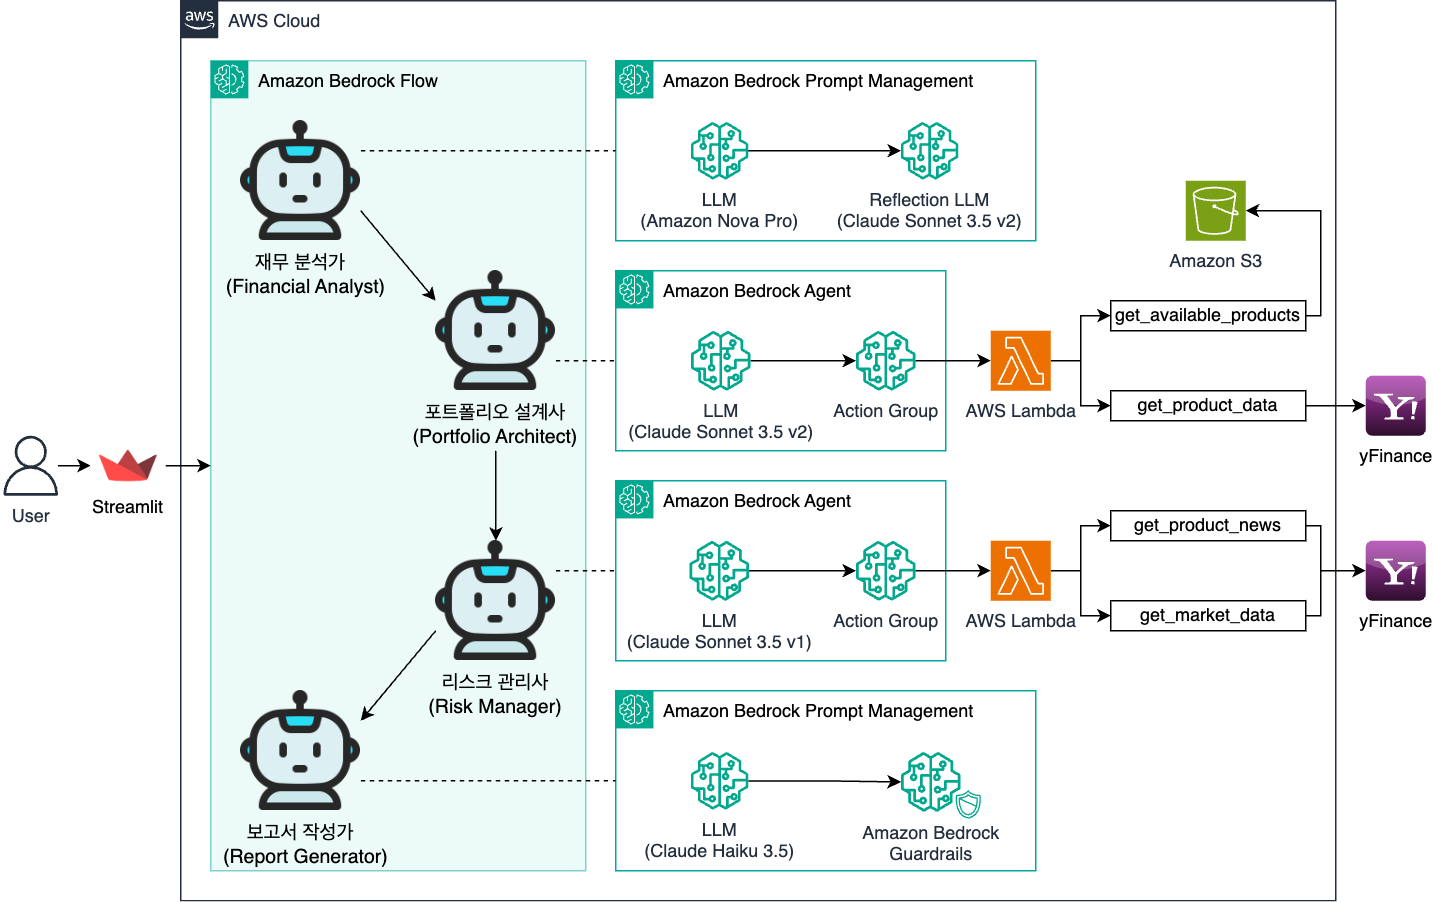 aws
AWS Cloud
Amazon Bedrock Flow
재무 분석가
(Financial Analyst)
포트폴리오 설계사
(Portfolio Architect)
리스크 관리사
(Risk Manager)
보고서 작성가
(Report Generator)
User
Streamlit
Amazon Bedrock Prompt Management
LLM
(Amazon Nova Pro)
Reflection LLM
(Claude Sonnet 3.5 v2)
Amazon Bedrock Agent
LLM
(Claude Sonnet 3.5 v2)
Action Group
AWS Lambda
get_available_products
get_product_data
Amazon S3
Y!
yFinance
Amazon Bedrock Agent
LLM
(Claude Sonnet 3.5 v1)
Action Group
AWS Lambda
get_product_news
get_market_data
Y!
yFinance
Amazon Bedrock Prompt Management
LLM
(Claude Haiku 3.5)
Amazon Bedrock
Guardrails